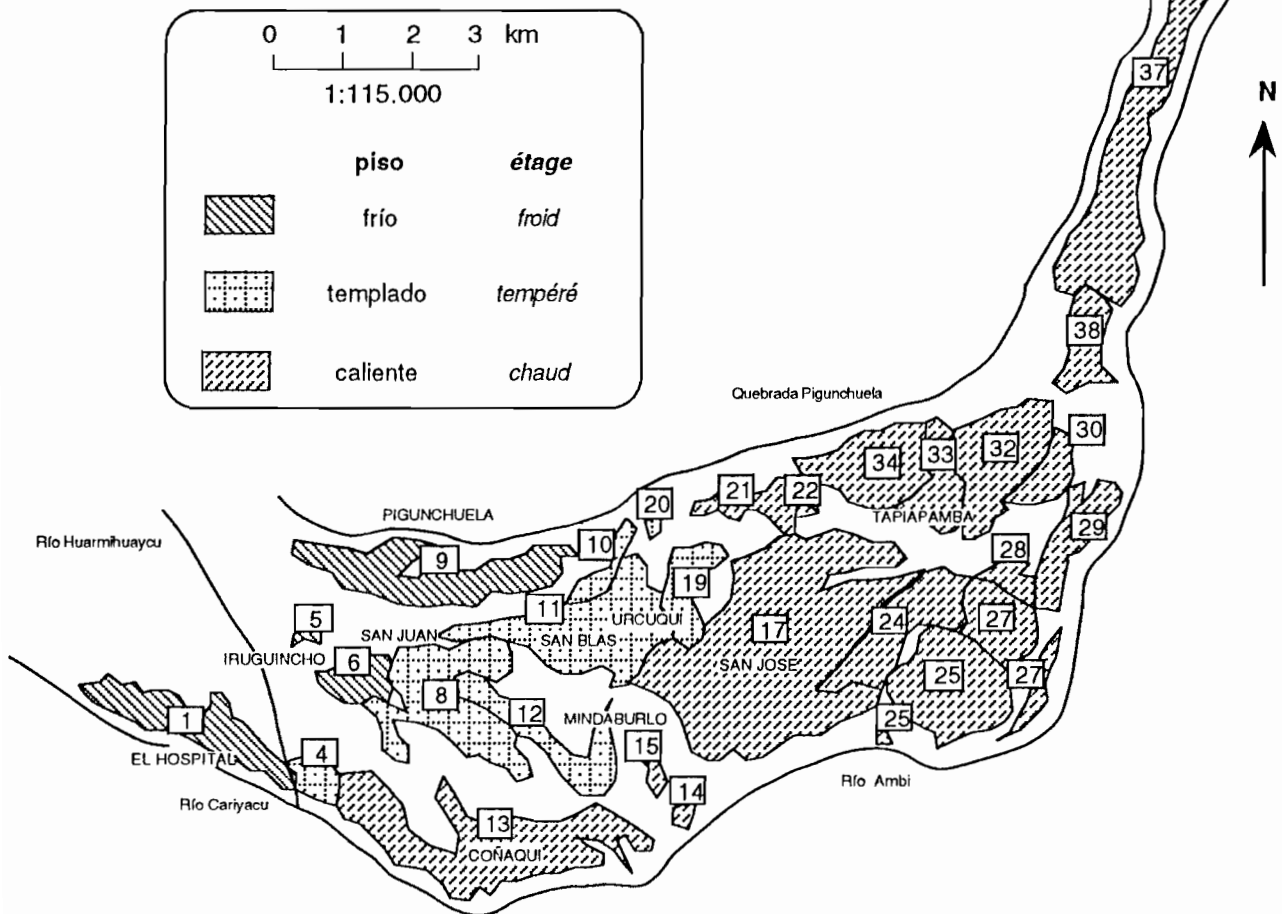 0 1 2 3 km
1:115.000
piso étage
frío froid
templado tempéré
caliente chaud
N
37
38
Quebrada Pigunchuela
30
32
33
34
22
21
20
TAPIAPAMBA
29
PIGUNCHUELA
Río Huarmihuaycu
10
9
28
19
11
5
URCUQUI
24
27
17
SAN JUAN
SAN BLAS
IRUGUINCHO
6
SAN JOSE
25
27
8
12
MINDABURLO
1
25
15
4
EL HOSPITAL
14
Río Ambi
Río Cariyacu
13
COÑAQUI